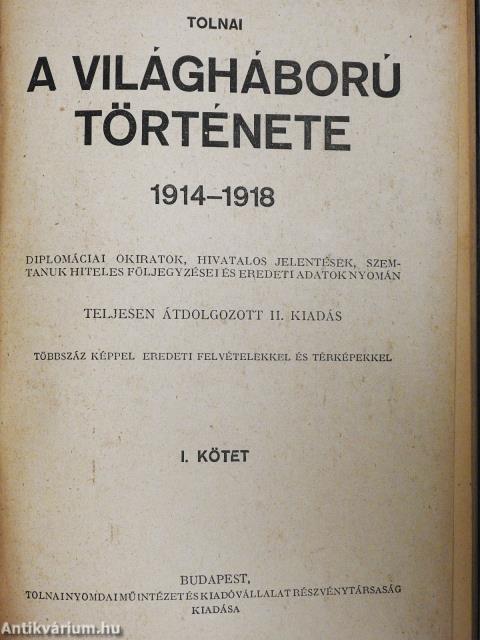 TOLNAI
A VILÁGHÁBORÚ
TÖRTÉNETE
1914-1918
DIPLOMÁCIAI OKIRATOK, HIVATALOS JELENTÉSEK, SZEM-
TANUK HITELES FÖLJEGYZÉSEI ÉS EREDETI ADATOK NYOMÁN
TELJESEN ÁTDOLGOZOTT II. KIADÁS
TÖBBSZÁZ KÉPPEL EREDETI FELVÉTELEKKEL ÉS TÉRKÉPEKKEL
I. KÖTET
BUDAPEST,
TOLNAI NYOMDAI MŰINTÉZET ÉS KIADÓVÁLLALAT RÉSZVÉNYTÁRSASÁG
KIADÁSA
Antikvárium.hu